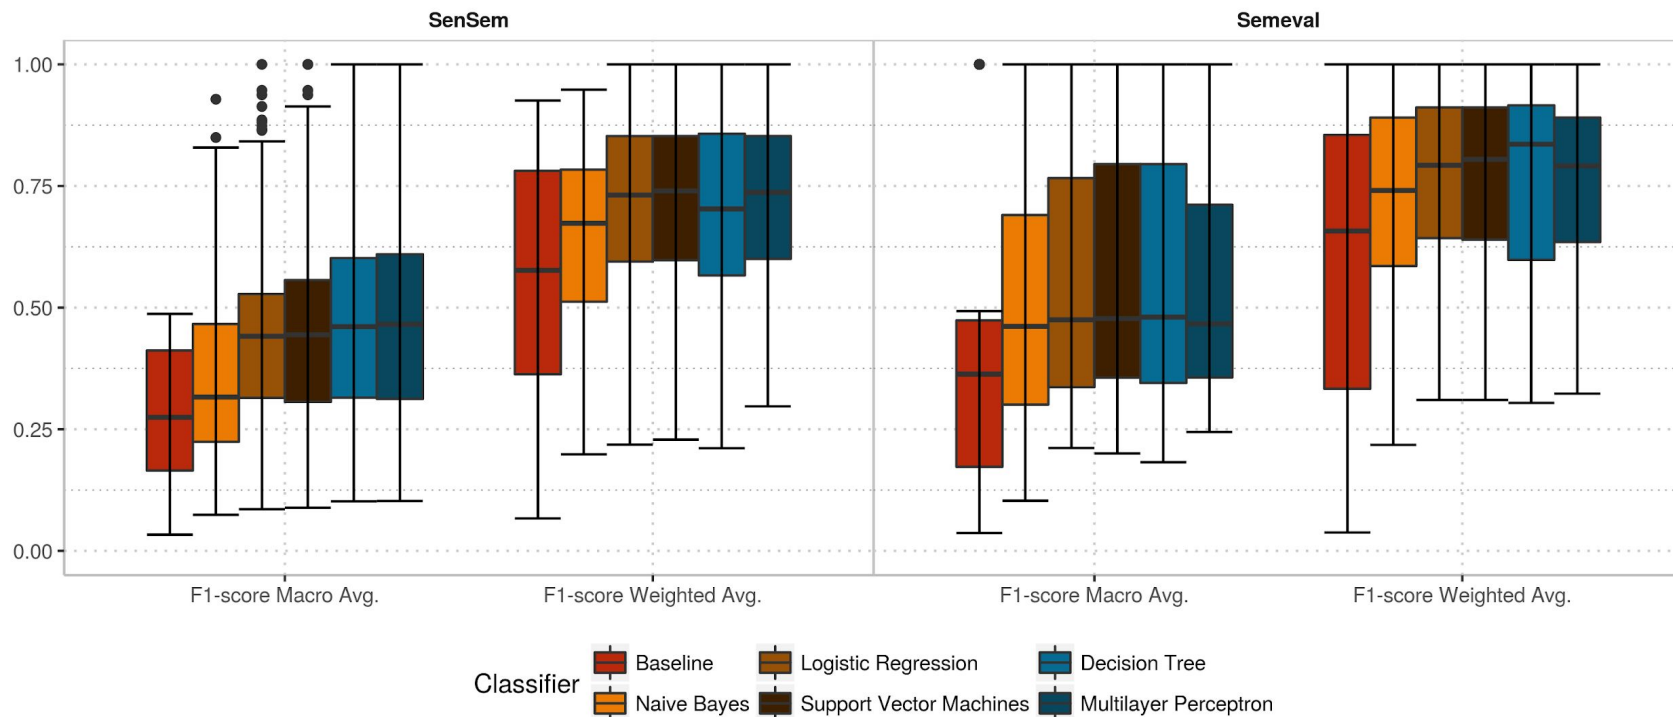 SenSem Semeval
1.00
0.75
0.50
0.25
0.00
F1-score Macro Avg. F1-score Weighted Avg. F1-score Macro Avg. F1-score Weighted Avg.
Classifier
Baseline Logistic Regression Decision Tree
Naive Bayes Support Vector Machines Multilayer Perceptron